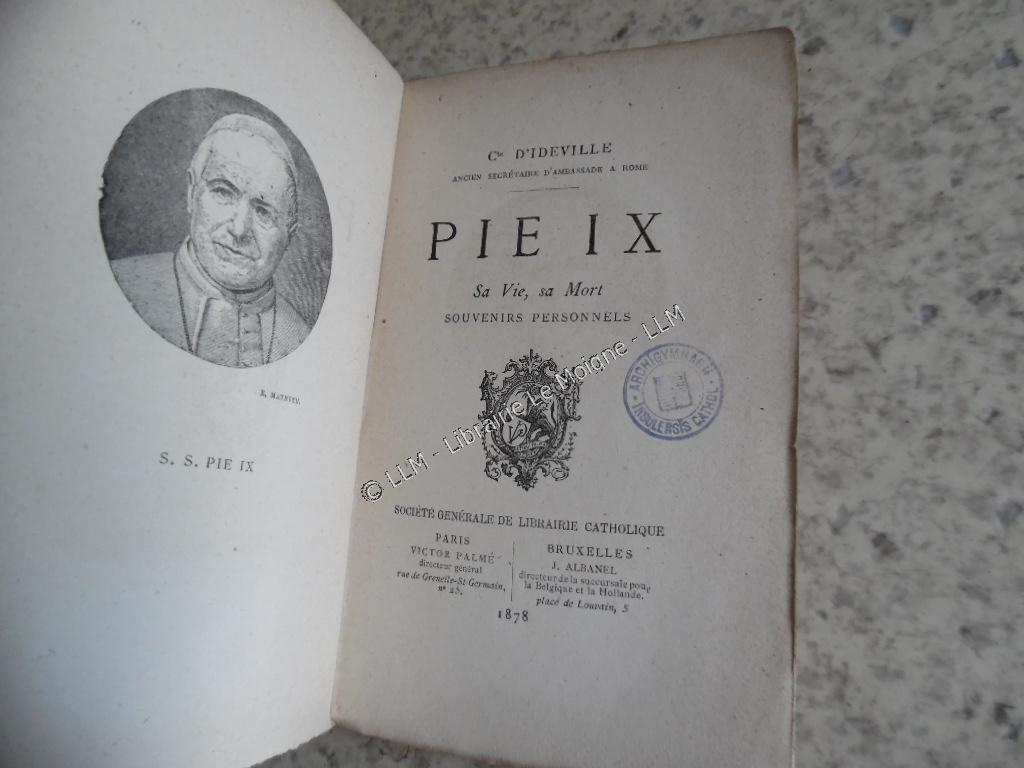 E. MATHIEU.
S. S. PIE IX
Cte D'IDEVILLE
ANCIEN SECRÉTAIRE D'AMBASSADE A ROME
PIE IX
Sa Vie, sa Mort
SOUVENIRS PERSONNELS
ARCHIGYMNAS
INSULENSIS CATHOL
© LLM - Librairie Le Moigne - LLM
SOCIÉTÉ GÉNÉRALE DE LIBRAIRIE CATHOLIQUE
PARIS
VICTOR PALMÉ
directeur général
rue de Grenelle-St-Germain,
nº 25.
BRUXELLES
J. ALBANEL
directeur de la succursale pour
la Belgique et la Hollande.
place de Louvain, 5
1878